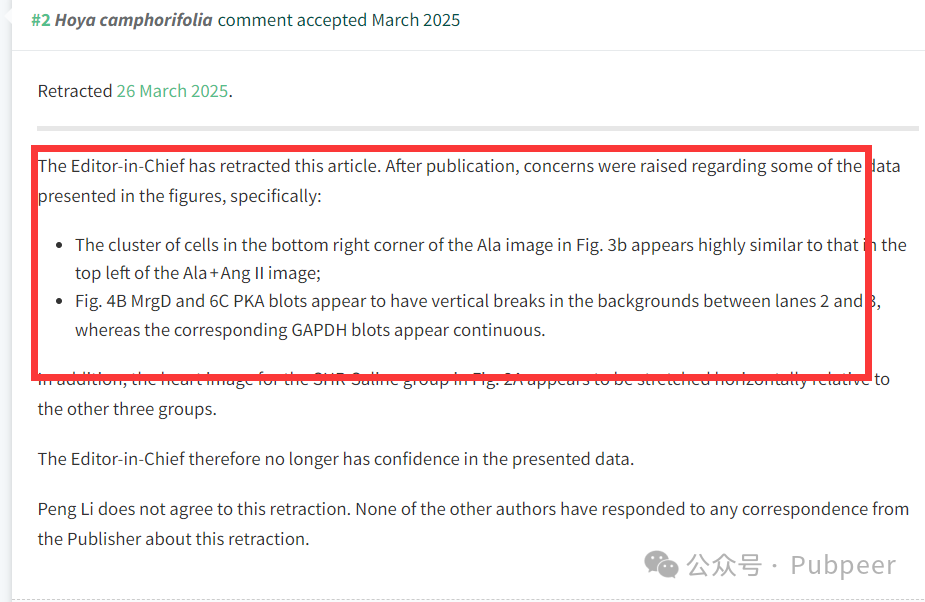 #2 Hoya camphorifolia comment accepted March 2025
Retracted 26 March 2025.
The Editor-in-Chief has retracted this article. After publication, concerns were raised regarding some of the data
presented in the figures, specifically:
• The cluster of cells in the bottom right corner of the Ala image in Fig. 3b appears highly similar to that in the
top left of the Ala + Ang II image;
• Fig. 4B MrgD and 6C PKA blots appear to have vertical breaks in the backgrounds between lanes 2 and 3,
whereas the corresponding GAPDH blots appear continuous.
In addition, the heart image for the SHR-Saline group in Fig. 2A appears to be stretched horizontally relative to
the other three groups.
The Editor-in-Chief therefore no longer has confidence in the presented data.
Peng Li does not agree to this retraction. None of the other authors have responded to any correspondence from
the Publisher about this retraction.
公众号 · Pubpeer